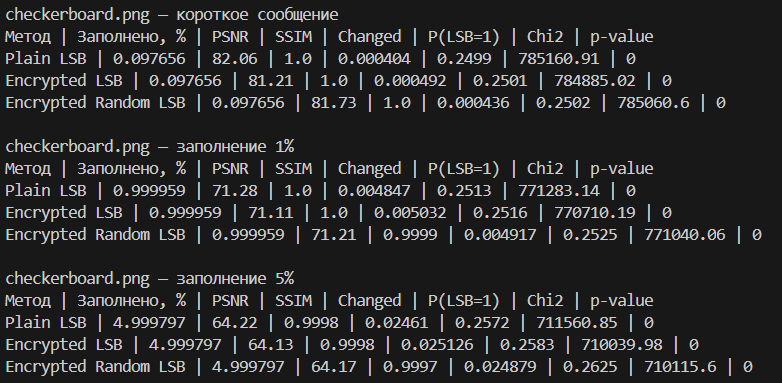 checkerboard.png — короткое сообщение
Метод | Заполнено, % | PSNR | SSIM | Changed | P(LSB=1) | Chi2 | p-value
Plain LSB | 0.097656 | 82.06 | 1.0 | 0.000404 | 0.2499 | 785160.91 | 0
Encrypted LSB | 0.097656 | 81.21 | 1.0 | 0.000492 | 0.2501 | 784885.02 | 0
Encrypted Random LSB | 0.097656 | 81.73 | 1.0 | 0.000436 | 0.2502 | 785060.6 | 0
checkerboard.png — заполнение 1%
Метод | Заполнено, % | PSNR | SSIM | Changed | P(LSB=1) | Chi2 | p-value
Plain LSB | 0.999959 | 71.28 | 1.0 | 0.004847 | 0.2513 | 771283.14 | 0
Encrypted LSB | 0.999959 | 71.11 | 1.0 | 0.005032 | 0.2516 | 770710.19 | 0
Encrypted Random LSB | 0.999959 | 71.21 | 0.9999 | 0.004917 | 0.2525 | 771040.06 | 0
checkerboard.png — заполнение 5%
Метод | Заполнено, % | PSNR | SSIM | Changed | P(LSB=1) | Chi2 | p-value
Plain LSB | 4.999797 | 64.22 | 0.9998 | 0.02461 | 0.2572 | 711560.85 | 0
Encrypted LSB | 4.999797 | 64.13 | 0.9998 | 0.025126 | 0.2583 | 710039.98 | 0
Encrypted Random LSB | 4.999797 | 64.17 | 0.9997 | 0.024879 | 0.2625 | 710115.6 | 0